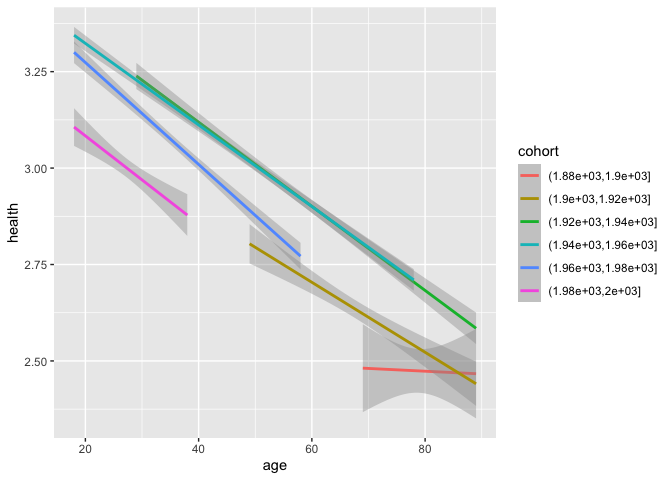 3.25
3.00
2.75
2.50
health
20
40
60
80
age
cohort
(1.88e+03,1.9e+03]
(1.9e+03,1.92e+03]
(1.92e+03,1.94e+03]
(1.94e+03,1.96e+03]
(1.96e+03,1.98e+03]
(1.98e+03,2e+03]